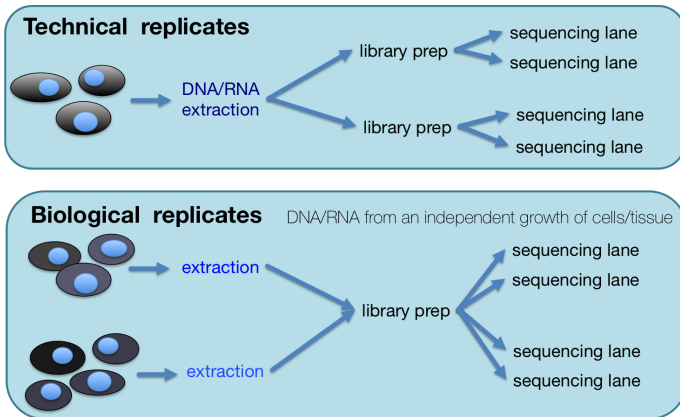 Technical replicates
sequencing lane
library prep
sequencing lane
DNA/RNA
extraction
sequencing lane
library prep
sequencing lane
Biological replicates
DNA/RNA from an independent growth of cells/tissue
sequencing lane
extraction
sequencing lane
library prep
sequencing lane
extraction
sequencing lane